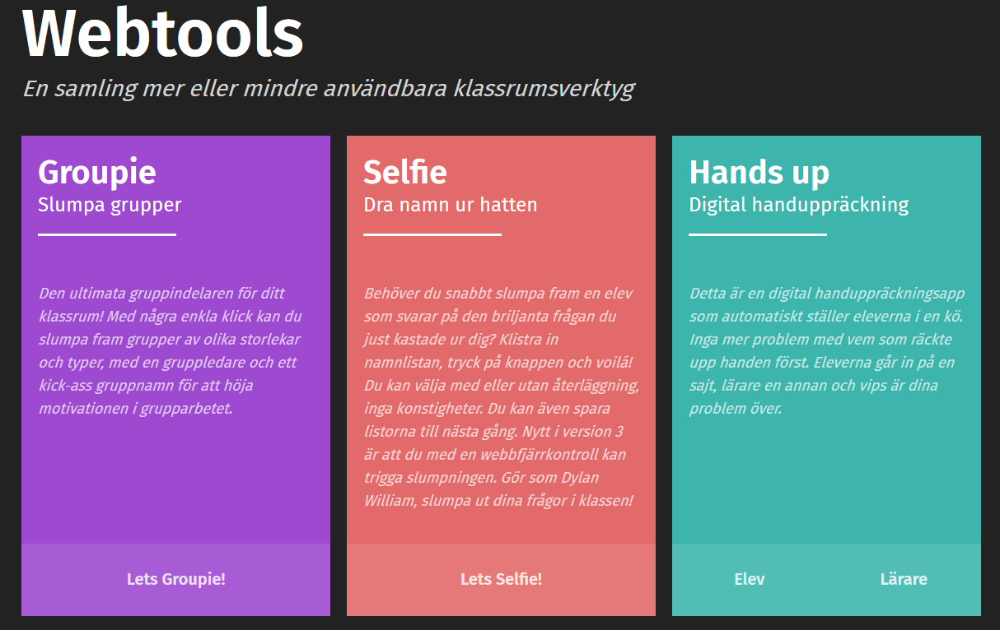 Webtools
En samling mer eller mindre användbara klassrumsverktyg
Groupie
Slumpa grupper
Den ultimata gruppindelaren för ditt
klassrum! Med några enkla klick kan du
slumpa fram grupper av olika storlekar
och typer, med en gruppledare och ett
kick-ass gruppnamn för att höja
motivationen i grupparbetet.
Lets Groupie!
Selfie
Dra namn ur hatten
Behöver du snabbt slumpa fram en elev
som svarar på den briljanta frågan du
just kastade ur dig? Klistra in
namnlistan, tryck på knappen och voilá!
Du kan välja med eller utan återläggning,
inga konstigheter. Du kan även spara
listorna till nästa gång. Nytt i version 3
är att du med en webbfjärrkontroll kan
trigga slumpningen. Gör som Dylan
William, slumpa ut dina frågor i klassen!
Lets Selfie!
Hands up
Digital handuppräckning
Detta är en digital handuppräckningsapp
som automatiskt ställer eleverna i en kö.
Inga mer problem med vem som räckte
upp handen först. Eleverna går in på en
sajt, lärare en annan och vips är dina
problem över.
Elev
Lärare